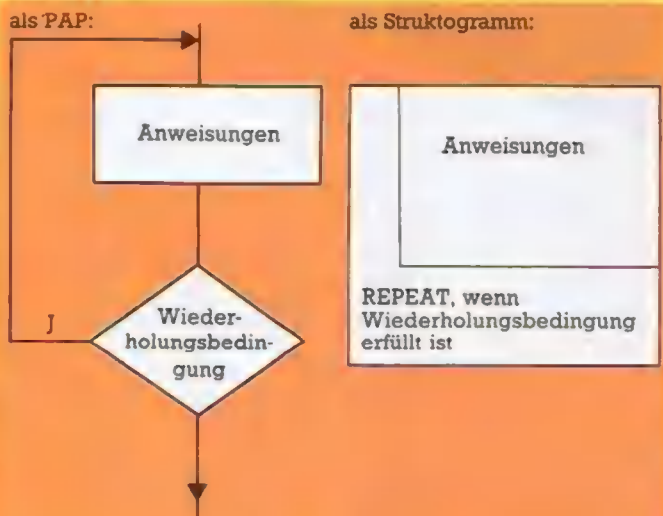 als PAP:
als Struktogramm:
Anweisungen
Wieder-
holungsbedin-
gung
J
Anweisungen
REPEAT, wenn
Wiederholungsbedingung
erfüllt ist